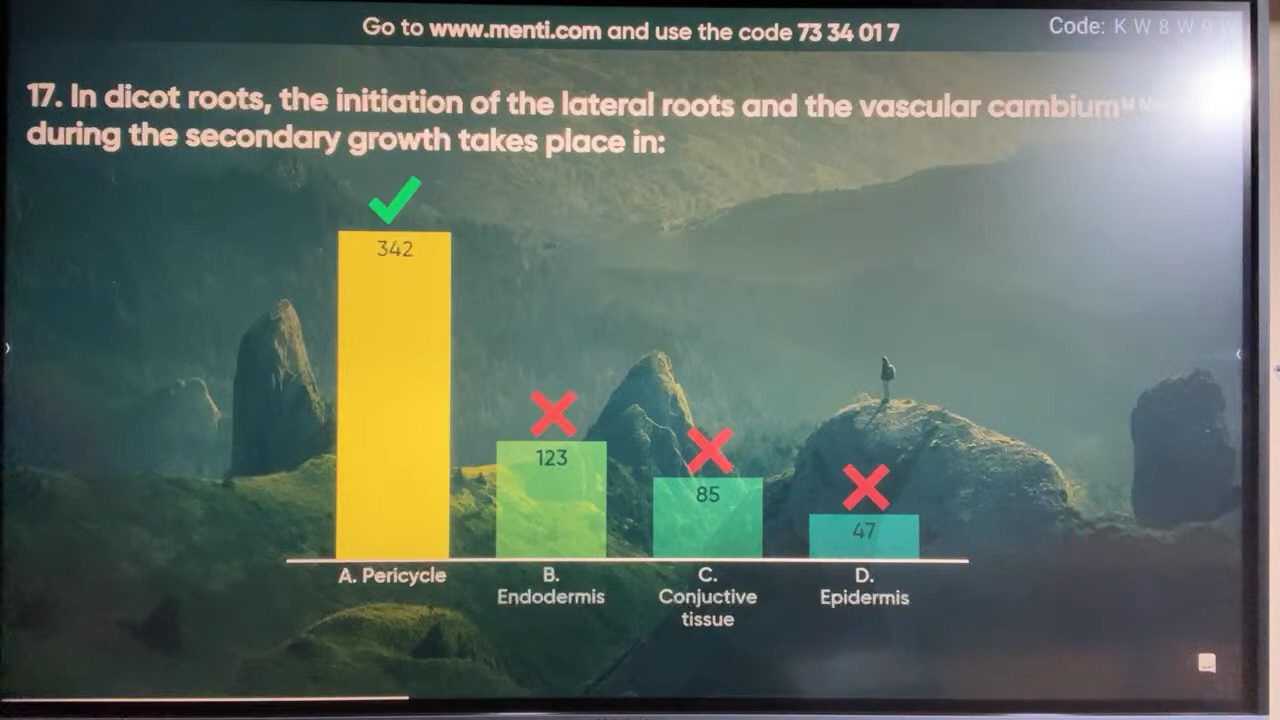 Go to www.menti.com and use the code 73 34 01 7
Code: K W 8 W 9 W
17. In dicot roots, the initiation of the lateral roots and the vascular cambium
during the secondary growth takes place in:
342
123
85
47
A. Pericycle
B.
Endodermis
C.
Conjuctive
tissue
D.
Epidermis